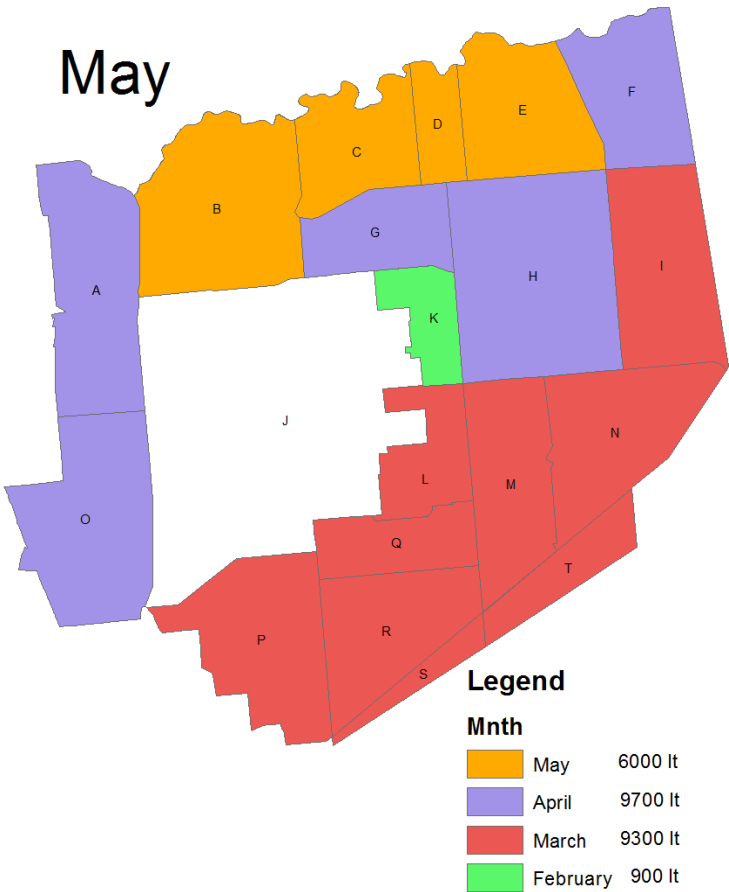 May
F
E
D
C
B
G
I
H
A
K
J
N
L
M
O
Q
T
R
P
S
Legend
Mnth
May 6000 lt
April 9700 lt
March 9300 lt
February 900 lt